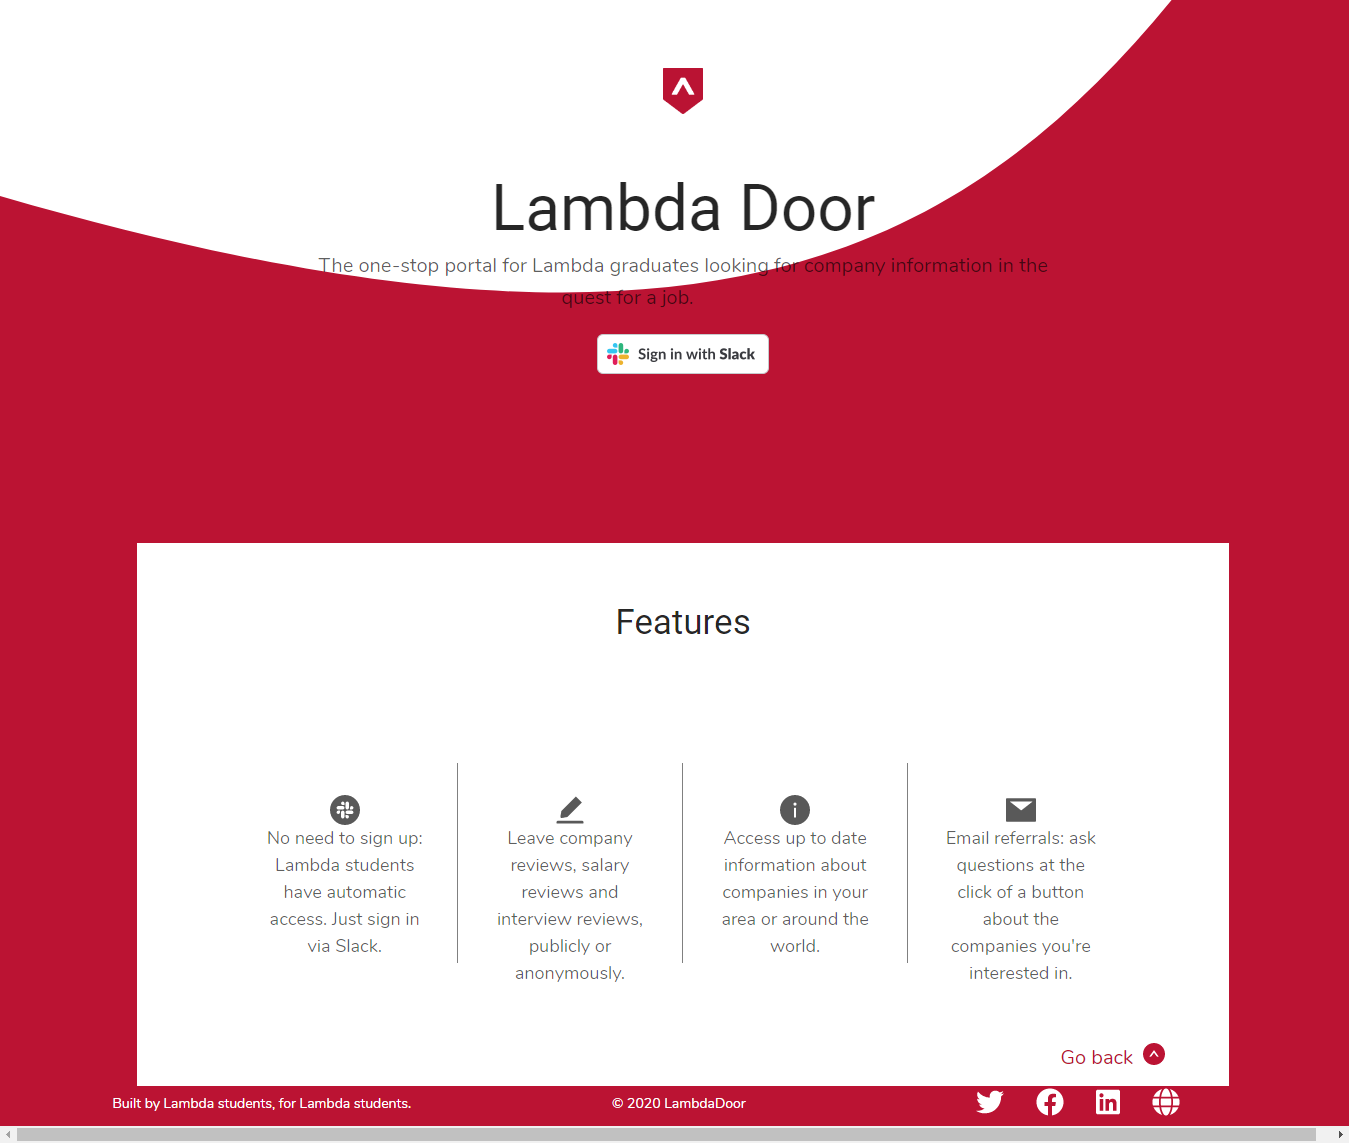 Lambda Door
The one-stop portal for Lambda graduates looking for company information in the
quest for a job.
Sign in with Slack
Features
No need to sign up:
Lambda students
have automatic
access. Just sign in
via Slack.
Leave company
reviews, salary
reviews and
interview reviews,
publicly or
anonymously.
Access up to date
information about
companies in your
area or around the
world.
Email referrals: ask
questions at the
click of a button
about the
companies you're
interested in.
Go back
Built by Lambda students, for Lambda students.
© 2020 LambdaDoor